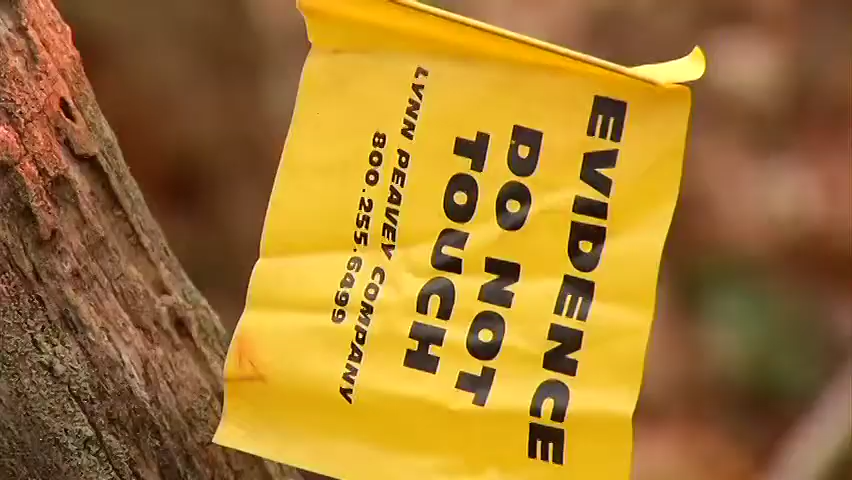 EVIDENCE
DO NOT
TOUCH
LYNN PEAVEY COMPANY
800.255.6499